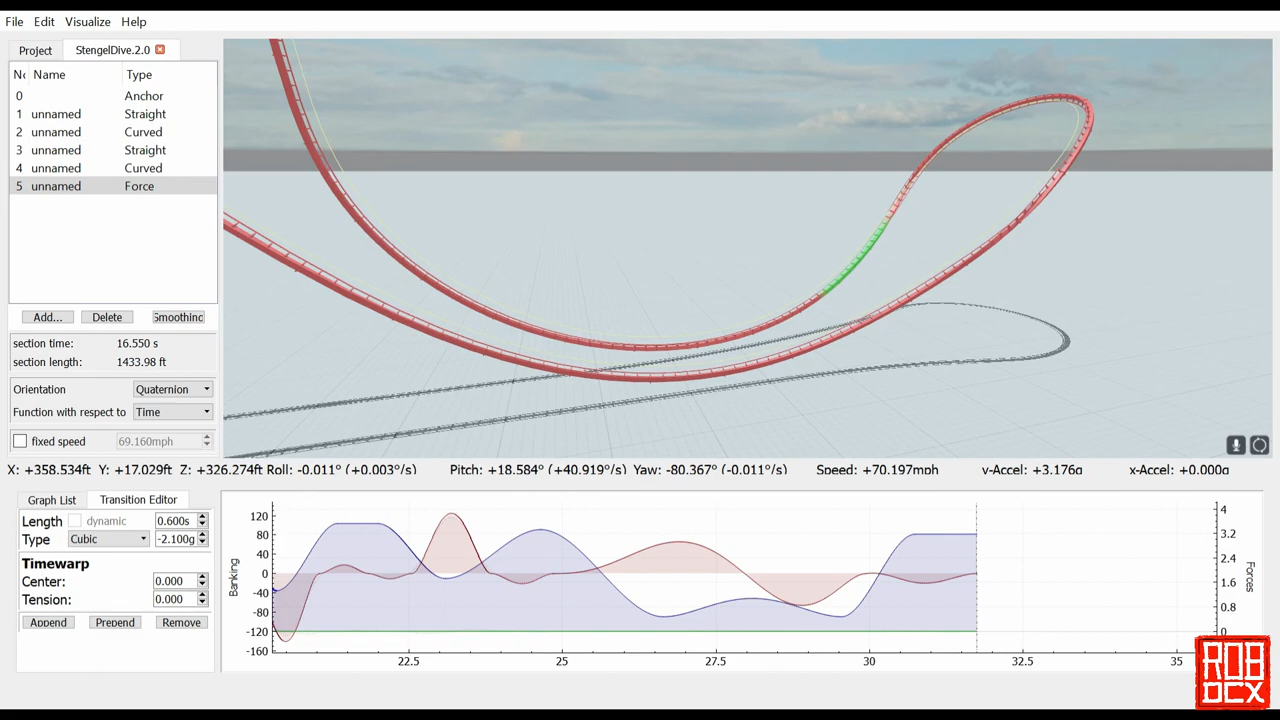 File Edit Visualize Help
Project StengelDive.2.0
Nc Name Type
0 Anchor
1 unnamed Straight
2 unnamed Curved
3 unnamed Straight
4 unnamed Curved
5 unnamed Force
Add... Delete Smoothing
section time: 16.550 s
section length: 1433.98 ft
Orientation Quaternion
Function with respect to Time
fixed speed 69.160mph
X: +358.534ft Y: +17.029ft Z: +326.274ft Roll: -0.011° (+0.003°/s) Pitch: +18.584° (+40.919°/s) Yaw: -80.367° (-0.011°/s) Speed: +70.197mph v-Accel: +3.176g x-Accel: +0.000g
Graph List Transition Editor
Length dynamic 0.600s
Type Cubic -2.100g
Timewarp
Center: 0.000
Tension: 0.000
Append Prepend Remove
Banking
120
80
40
0
-40
-80
-120
-160
22.5 25 27.5 30 32.5 35
4
3.2
2.4
1.6
0.8
0
Forces
ROB
OCX